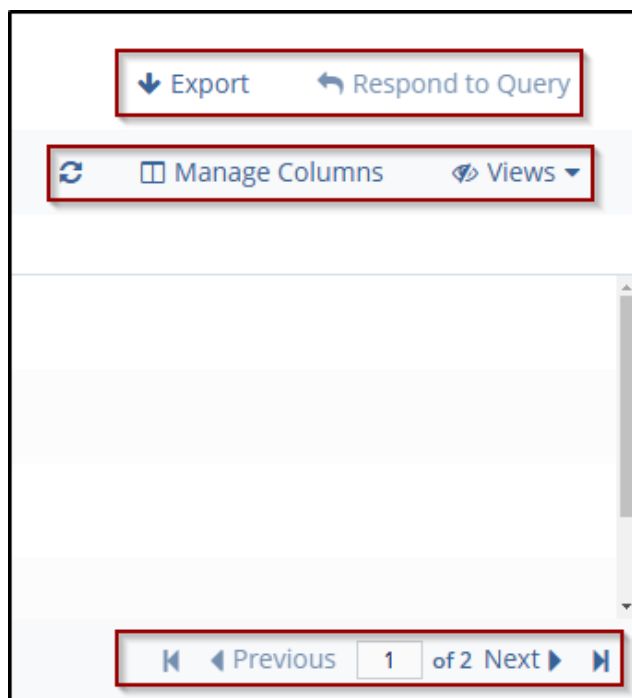 Export Respond to Query
Manage Columns Views
Previous 1 of 2 Next